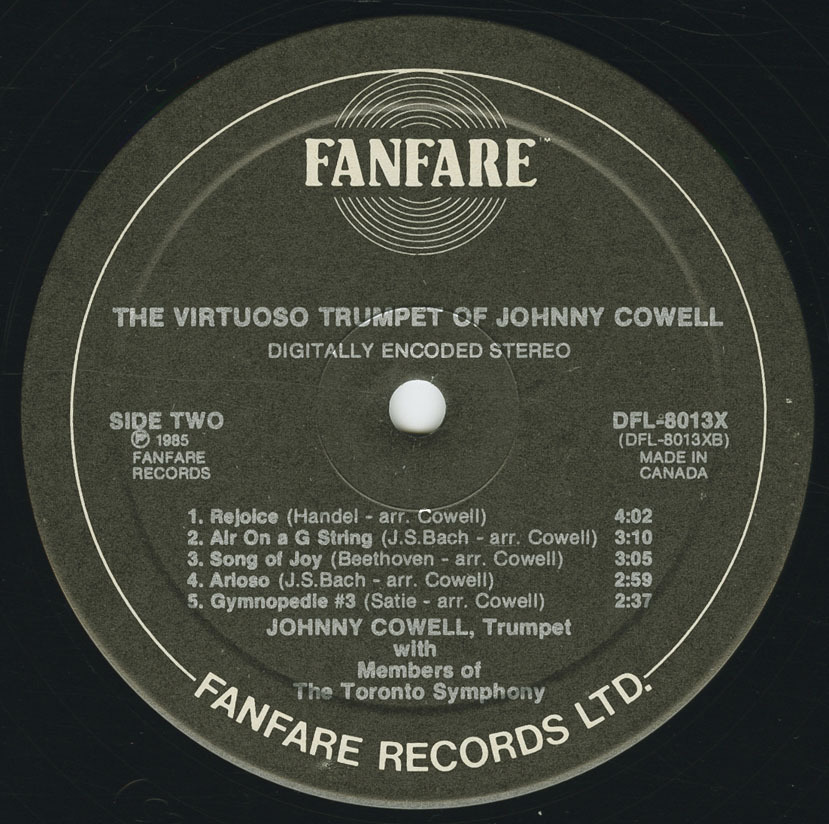 FANFARE™
THE VIRTUOSO TRUMPET OF JOHNNY COWELL
DIGITALLY ENCODED STEREO
SIDE TWO
℗ 1985
FANFARE
RECORDS
DFL-8013X
(DFL-8013XB)
MADE IN
CANADA
1. Rejoice (Handel - arr. Cowell) 4:02
2. Air On a G String (J.S.Bach - arr. Cowell) 3:10
3. Song of Joy (Beethoven - arr. Cowell) 3:05
4. Arioso (J.S.Bach - arr. Cowell) 2:59
5. Gymnopedie #3 (Satie - arr. Cowell) 2:37
JOHNNY COWELL, Trumpet
with
Members of
The Toronto Symphony
FANFARE RECORDS LTD.